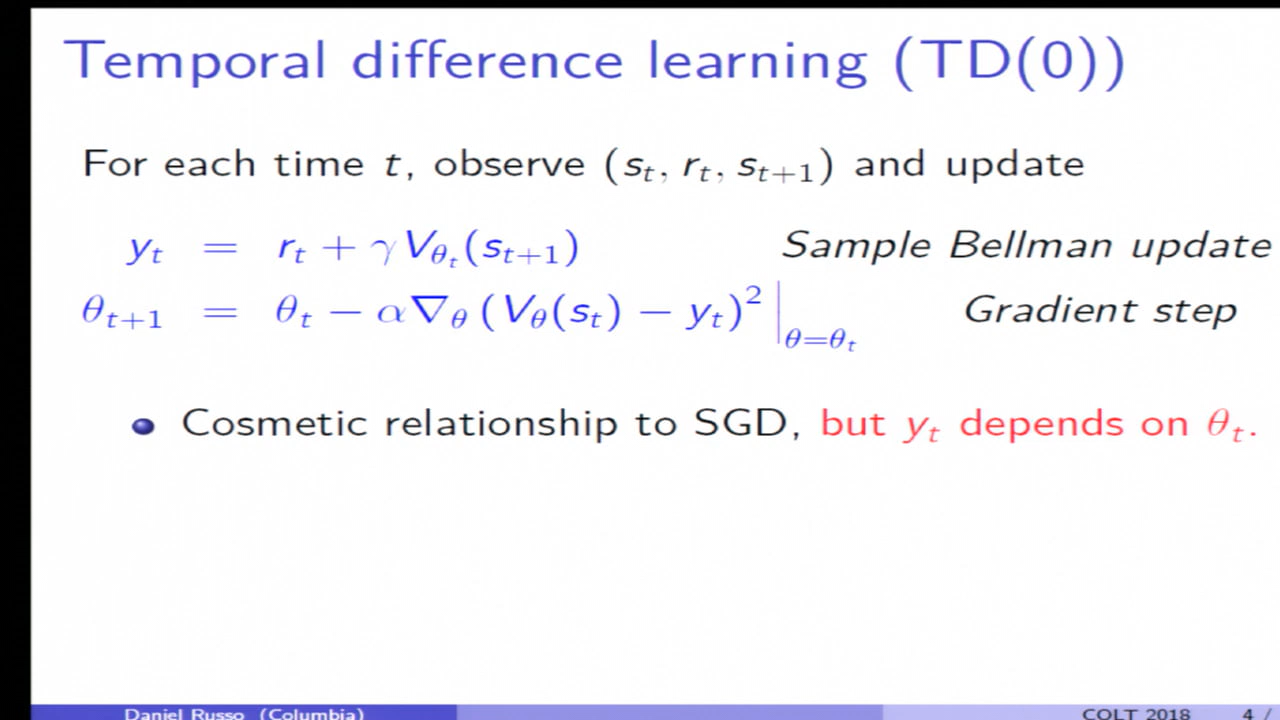 Temporal difference learning (TD(0))
For each time t, observe (s_t, r_t, s_{t+1}) and update
y_t = r_t + γV_{θ_t}(s_{t+1}) Sample Bellman update
θ_{t+1} = θ_t − α∇_θ (V_θ(s_t) − y_t)² |_{θ=θ_t} Gradient step
Cosmetic relationship to SGD, but y_t depends on θ_t.
Daniel Russo (Columbia) COLT 2018 4 /